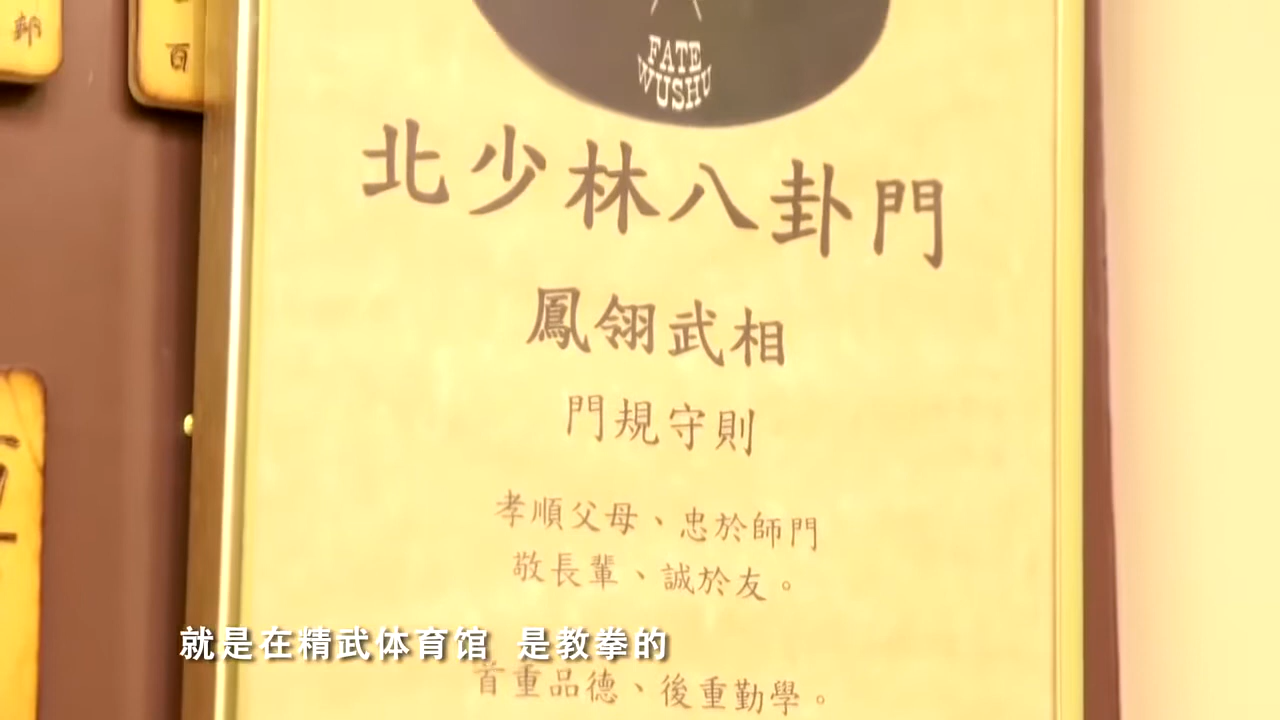 百
FATE
WUSHU
北少林八卦門
鳳翎武相
門規守則
孝順父母、忠於師門
敬長輩、誠於友。
就是在精武体育馆 是教拳的
首重品德、後重勤學。